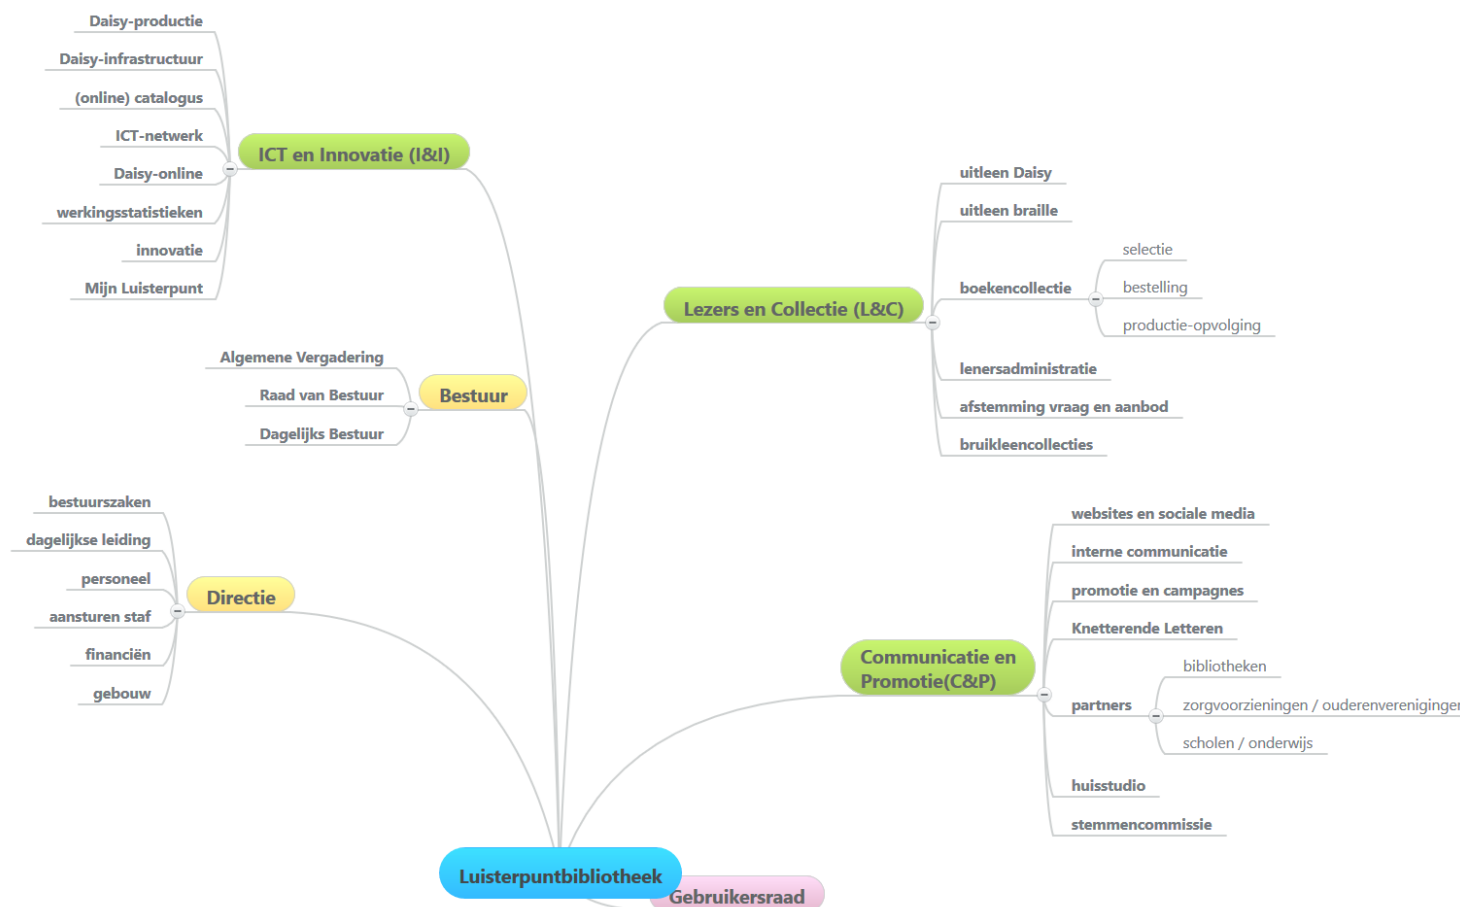 Daisy-productie
Daisy-infrastructuur
(online) catalogus
ICT-netwerk
Daisy-online
werkingsstatistieken
innovatie
Mijn Luisterpunt
ICT en Innovatie (I&I)
Algemene Vergadering
Raad van Bestuur
Dagelijks Bestuur
Bestuur
bestuurszaken
dagelijkse leiding
personeel
aansturen staf
financiën
gebouw
Directie
Lezers en Collectie (L&C)
uitleen Daisy
uitleen braille
boekencollectie
selectie
bestelling
productie-opvolging
lenersadministratie
afstemming vraag en aanbod
bruikleencollecties
Communicatie en
Promotie(C&P)
websites en sociale media
interne communicatie
promotie en campagnes
Knetterende Letteren
partners
bibliotheken
zorgvoorzieningen / ouderenverenigingen
scholen / onderwijs
huisstudio
stemmencommissie
Luisterpuntbibliotheek
Gebruikersraad